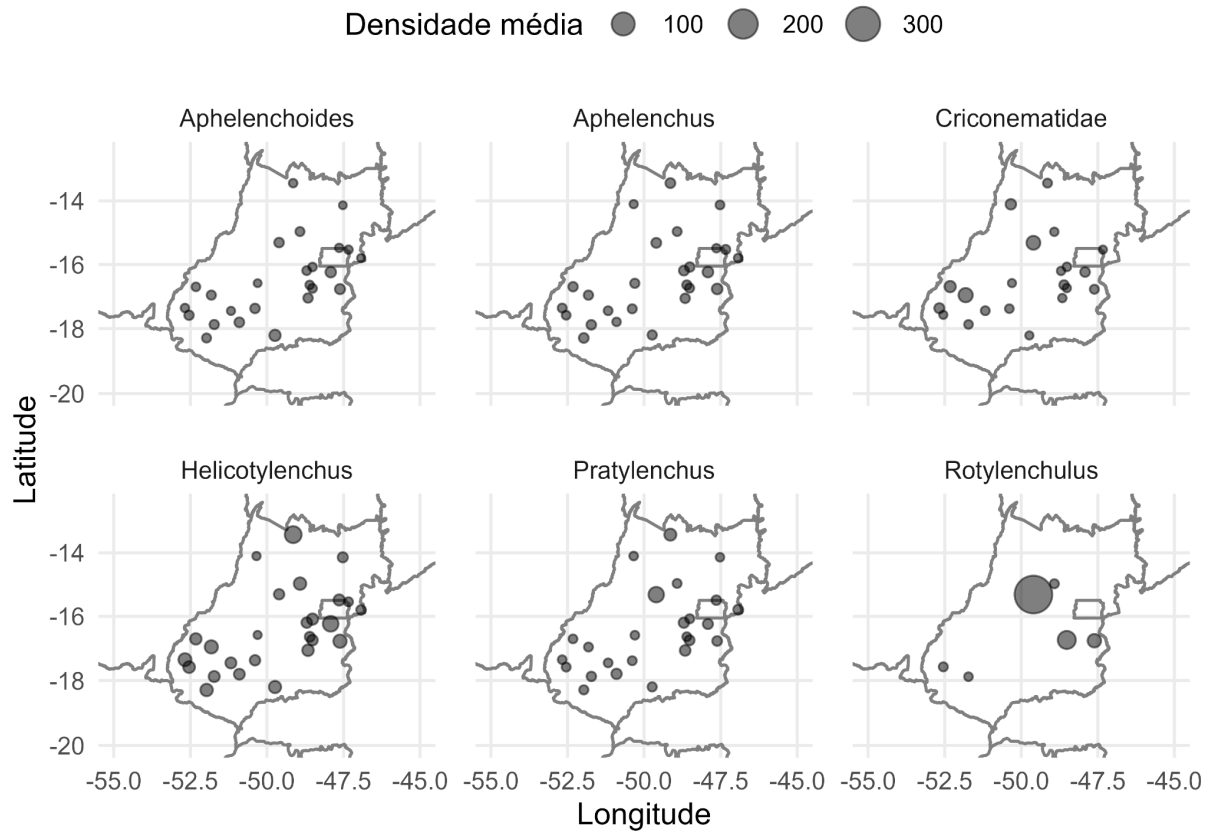 Densidade média 100 200 300
Aphelenchoides Aphelenchus Criconematidae
-14
-16
-18
-20
Helicotylenchus Pratylenchus Rotylenchulus
-14
-16
-18
-20
-55.0 -52.5 -50.0 -47.5 -45.0 -55.0 -52.5 -50.0 -47.5 -45.0 -55.0 -52.5 -50.0 -47.5 -45.0
Longitude
Latitude